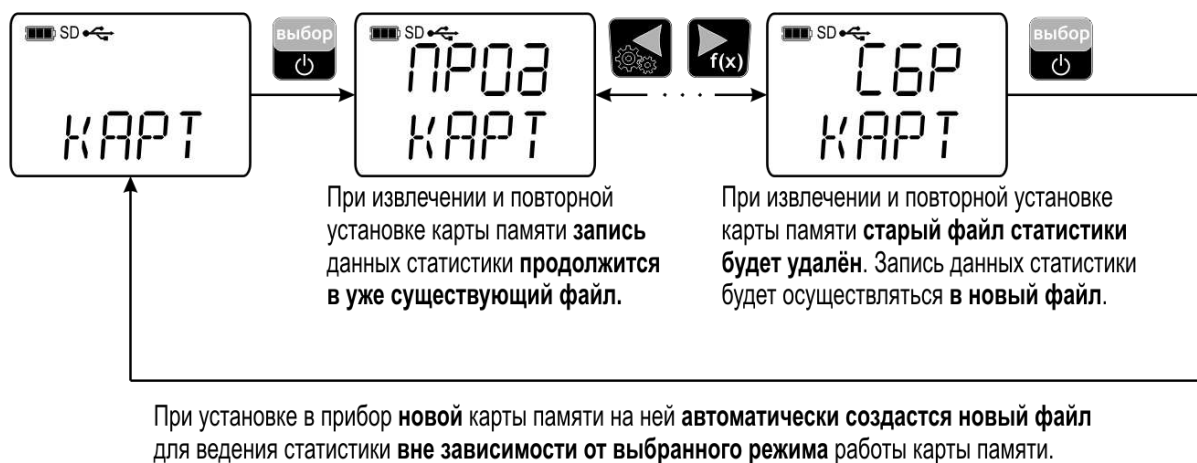 SD
выбор
SD
f(x)
SD
выбор
КАРТ
ПРОД
КАРТ
СБР
КАРТ
При извлечении и повторной
установке карты памяти запись
данных статистики продолжится
в уже существующий файл.
При извлечении и повторной установке
карты памяти старый файл статистики
будет удалён. Запись данных статистики
будет осуществляться в новый файл.
При установке в прибор новой карты памяти на ней автоматически создастся новый файл
для ведения статистики вне зависимости от выбранного режима работы карты памяти.